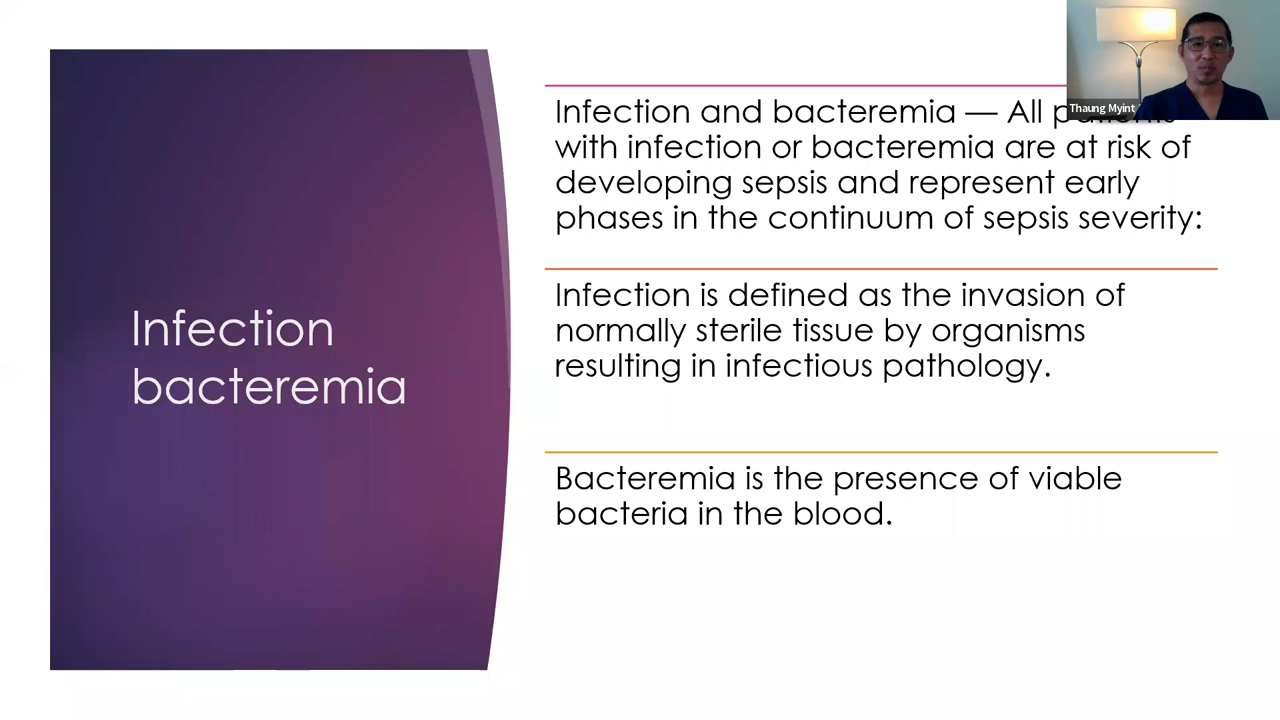 Infection
bacteremia
Infection and bacteremia — All
with infection or bacteremia are at risk of
developing sepsis and represent early
phases in the continuum of sepsis severity:
Infection is defined as the invasion of
normally sterile tissue by organisms
resulting in infectious pathology.
Bacteremia is the presence of viable
bacteria in the blood.
Thaung Myint